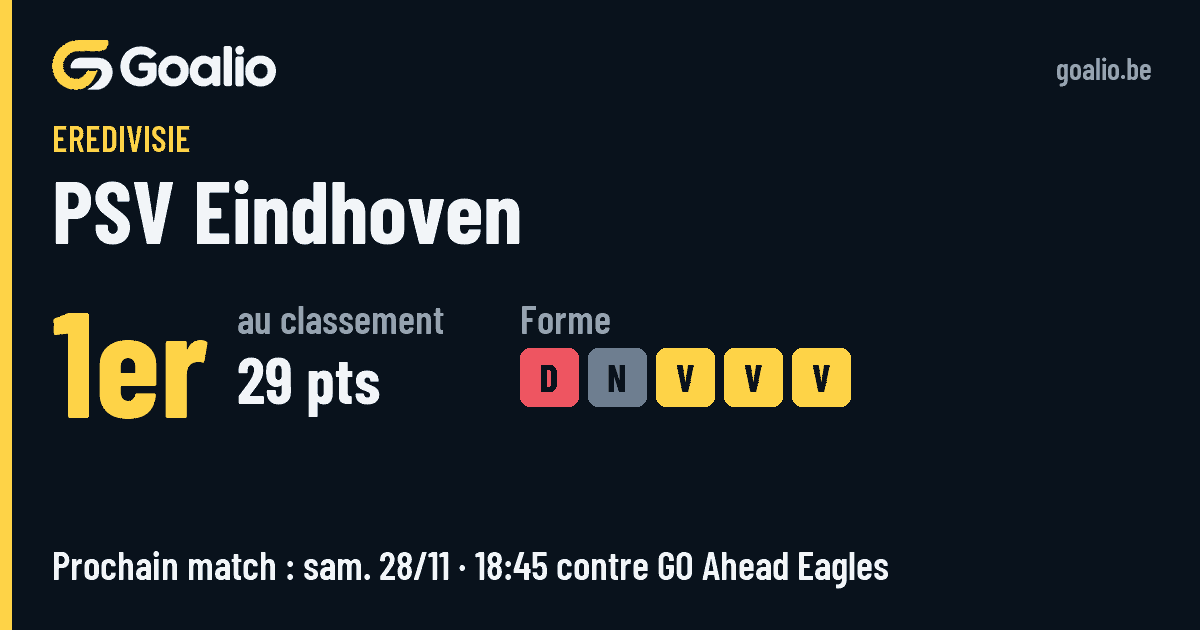 Goalio
goalio.be
EREDIVISIE
PSV Eindhoven
1er
au classement
29 pts
Forme
D N V V V
Prochain match : sam. 28/11 · 18:45 contre GO Ahead Eagles